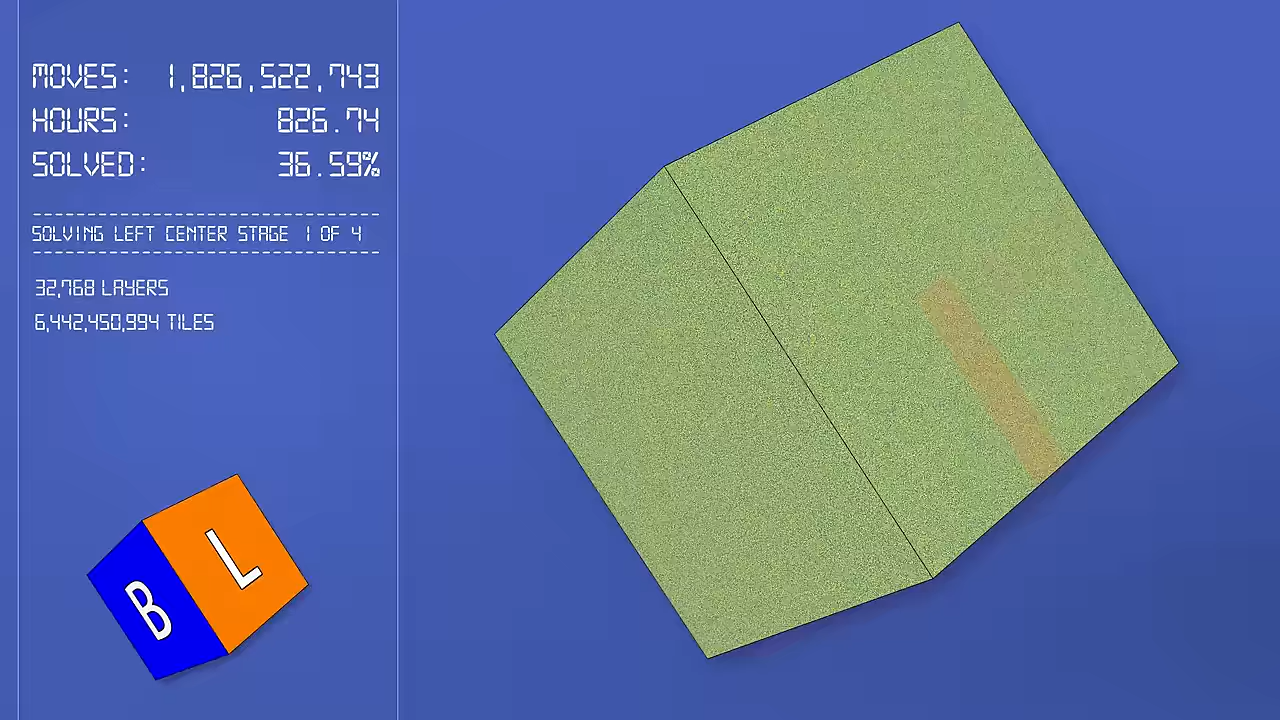 MOVES: 1,826,522,743
HOURS: 826.74
SOLVED: 36.59%
SOLVING LEFT CENTER STAGE 1 OF 4
32,768 LAYERS
6,442,450,994 TILES
B L